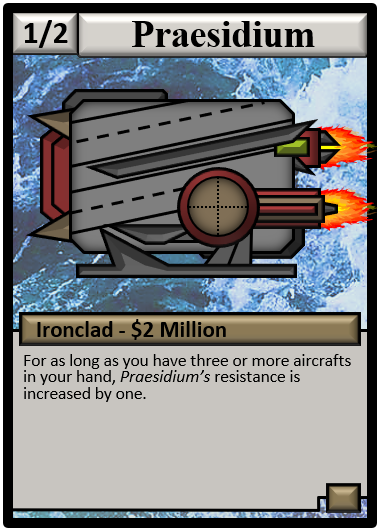 1/2 Praesidium
Ironclad - $2 Million
For as long as you have three or more aircrafts
in your hand, Praesidium's resistance is
increased by one.